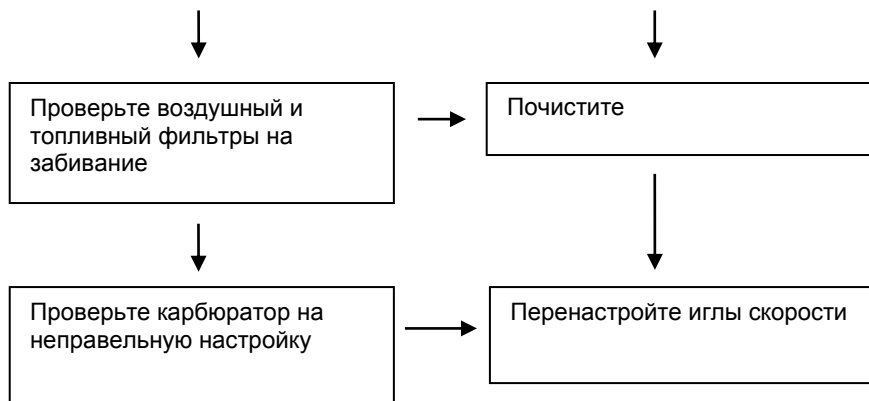 Проверьте воздушный и
топливный фильтры на
забивание
Почистите
Проверьте карбюратор на
неправельную настройку
Перенастройте иглы скорости